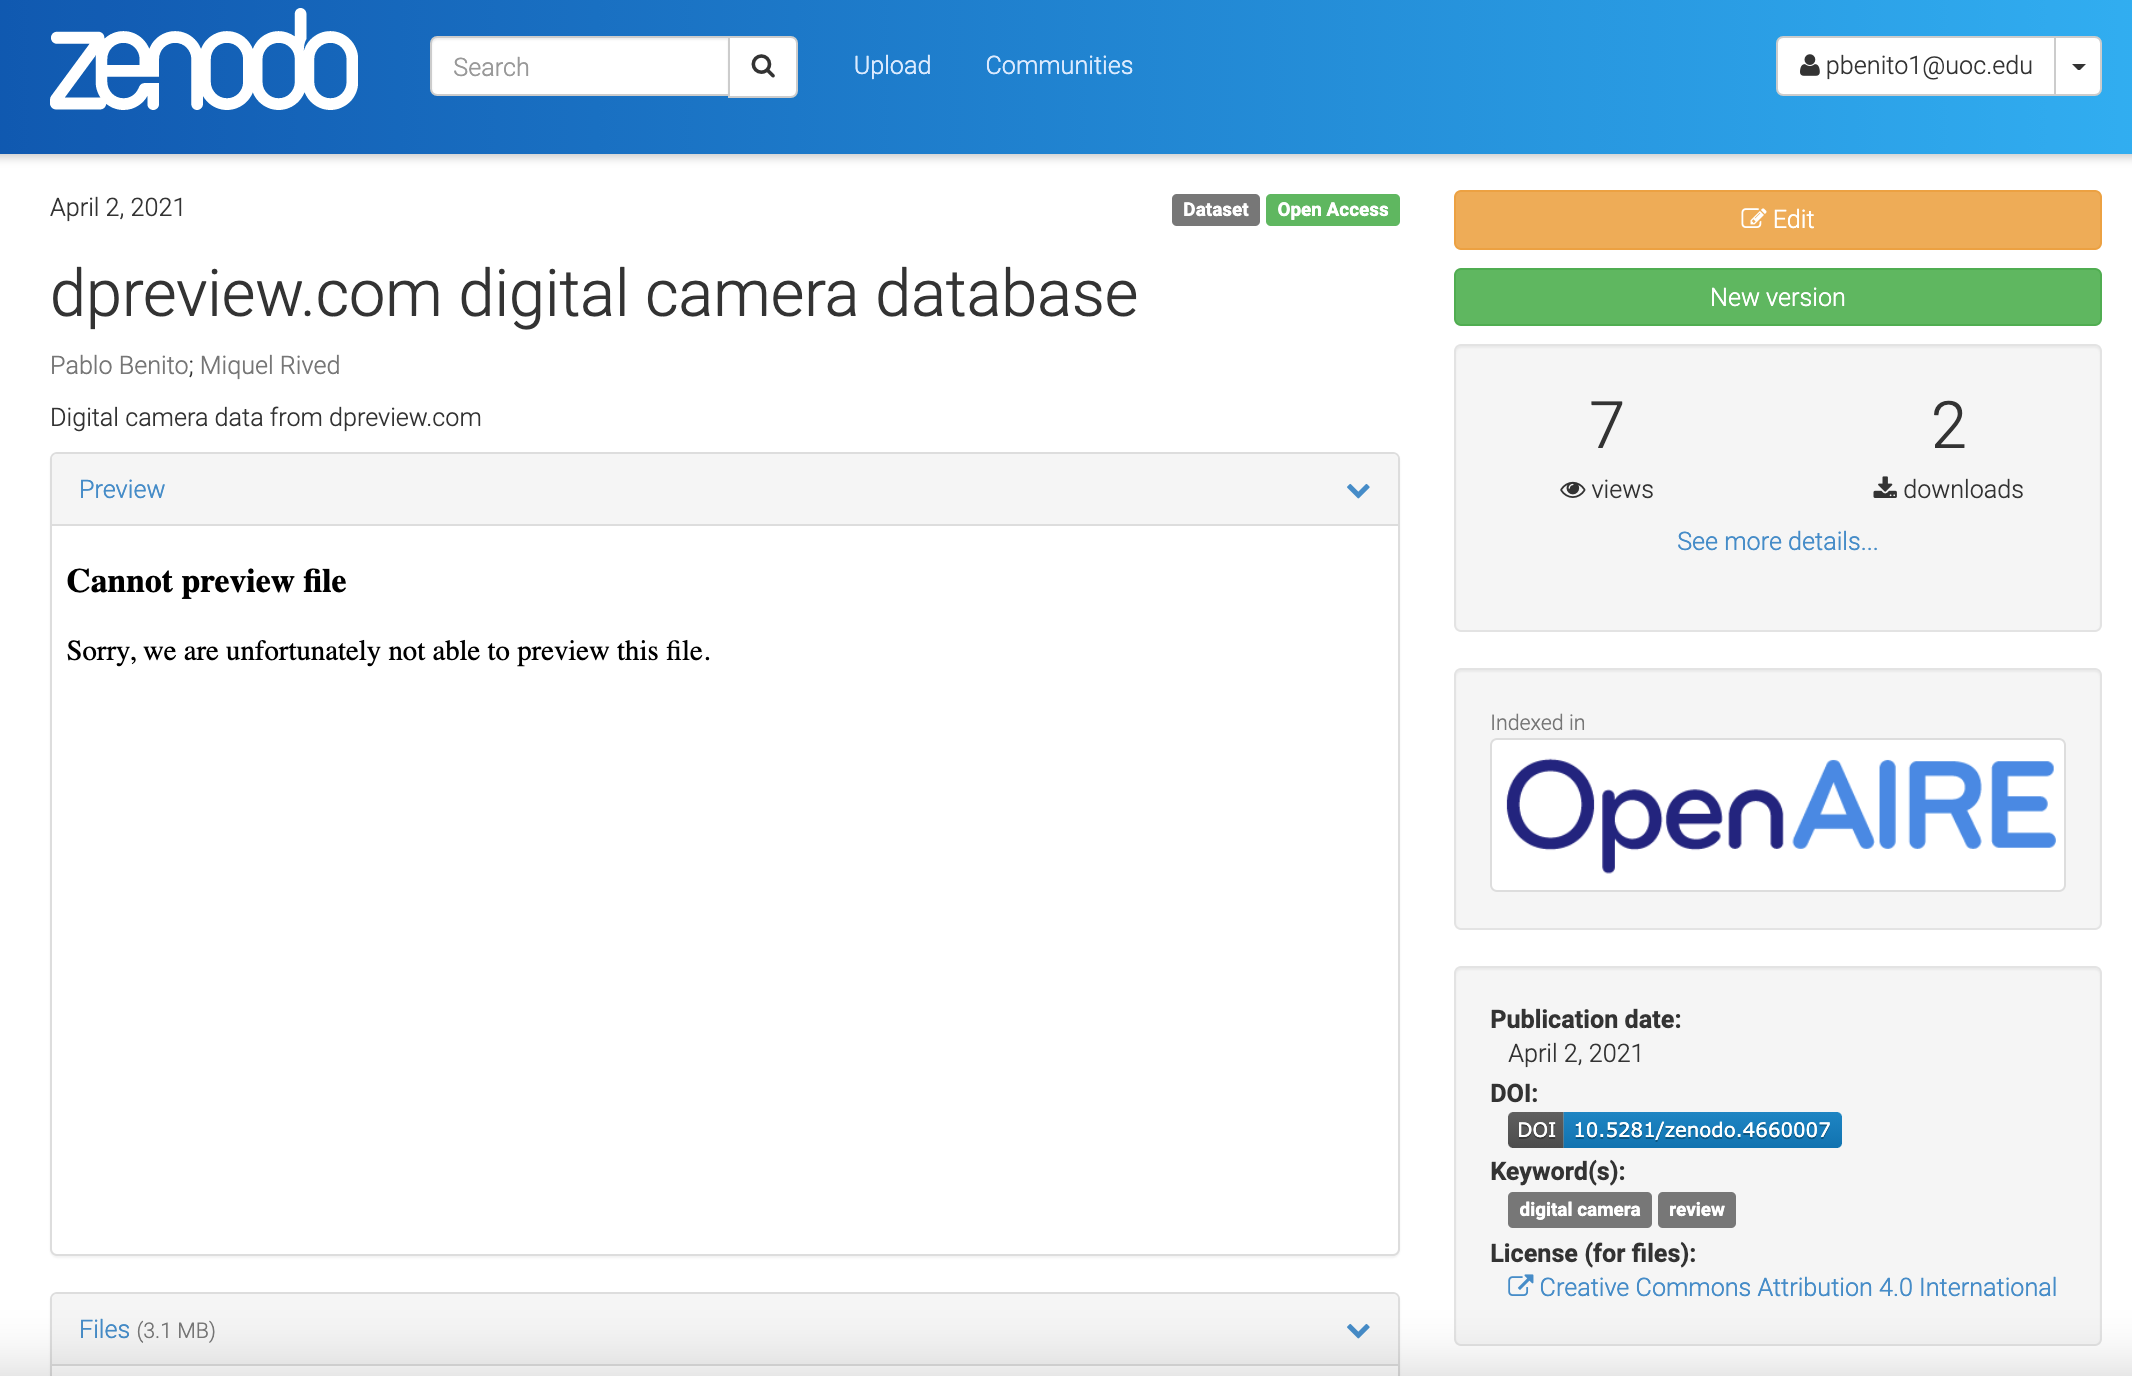 zenodo
Search
Upload
Communities
pbenito1@uoc.edu
April 2, 2021
Dataset
Open Access
dpreview.com digital camera database
Pablo Benito; Miquel Rived
Digital camera data from dpreview.com
Preview
Cannot preview file
Sorry, we are unfortunately not able to preview this file.
Files (3.1 MB)
Edit
New version
7
views
2
downloads
See more details...
Indexed in
OpenAIRE
Publication date:
April 2, 2021
DOI:
DOI 10.5281/zenodo.4660007
Keyword(s):
digital camera review
License (for files):
Creative Commons Attribution 4.0 International